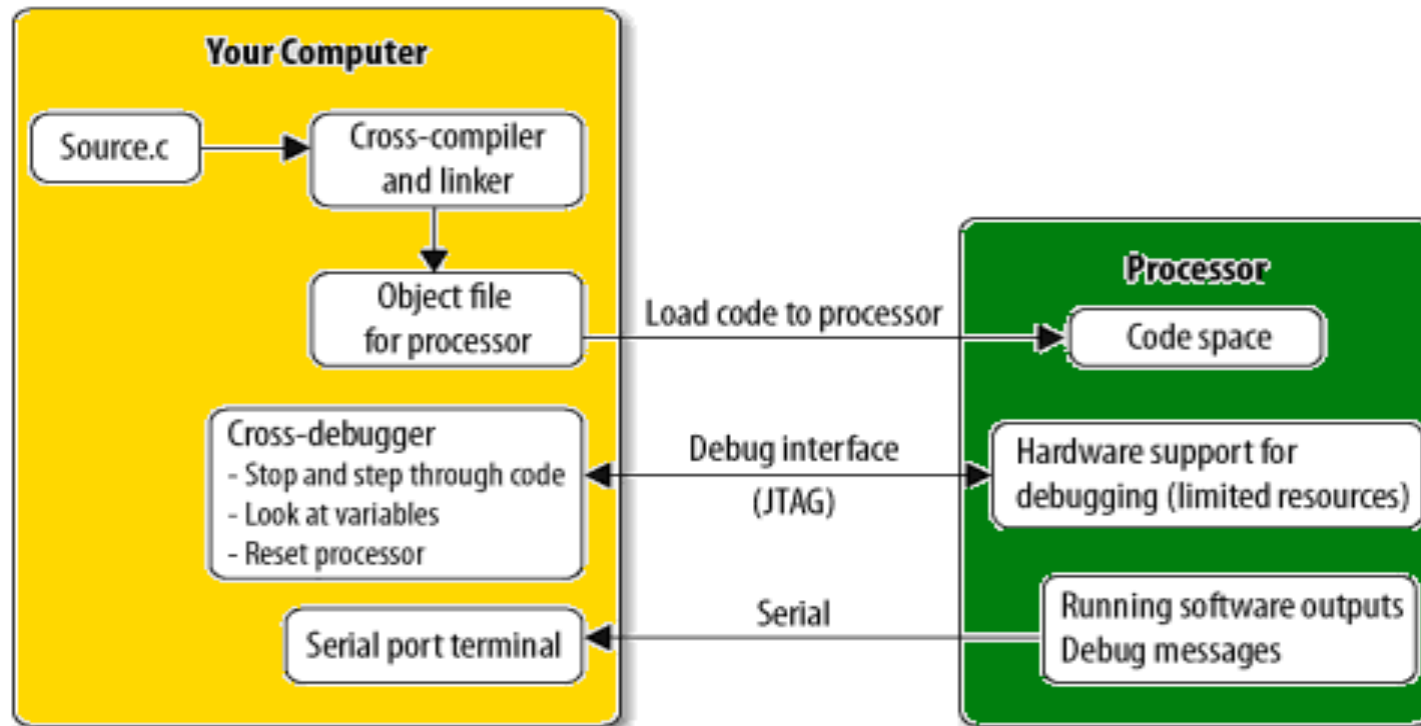 Your Computer
Source.c
Cross-compiler
and linker
Object file
for processor
Load code to processor
Processor
Code space
Cross-debugger
- Stop and step through code
- Look at variables
- Reset processor
Debug interface
(JTAG)
Hardware support for
debugging (limited resources)
Serial port terminal
Serial
Running software outputs
Debug messages